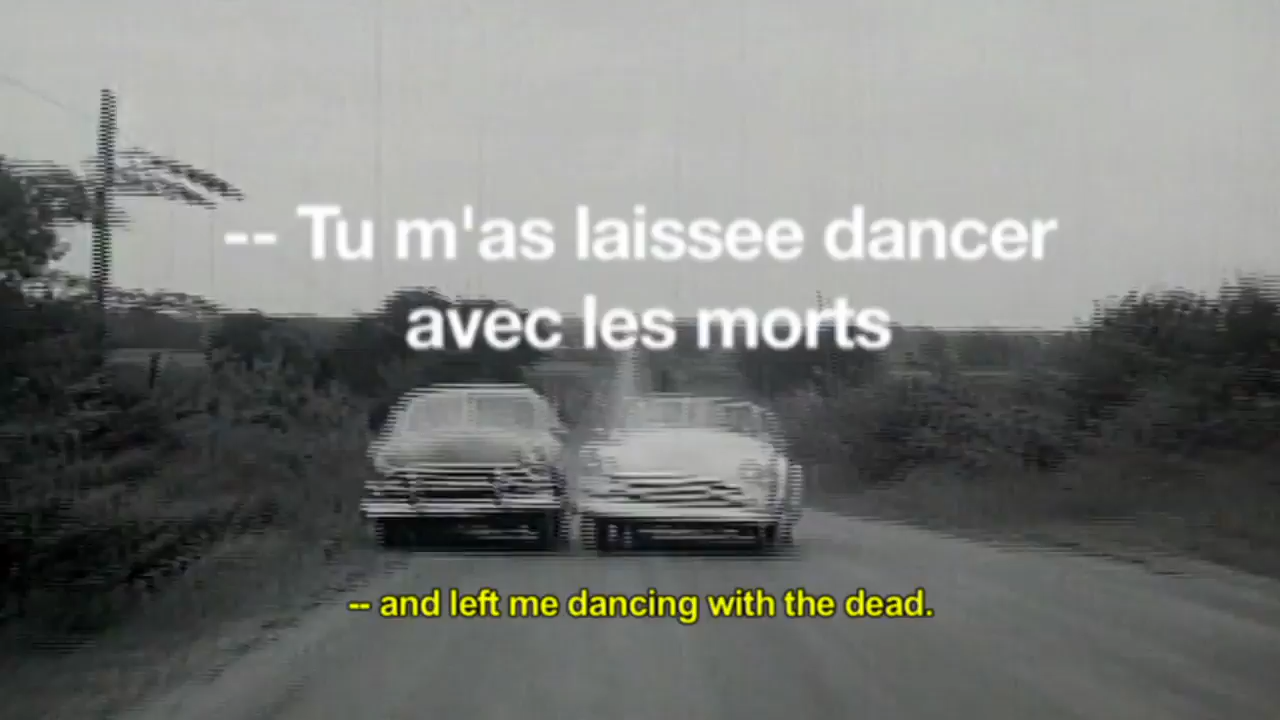 -- Tu m'as laissee dancer
avec les morts
-- and left me dancing with the dead.